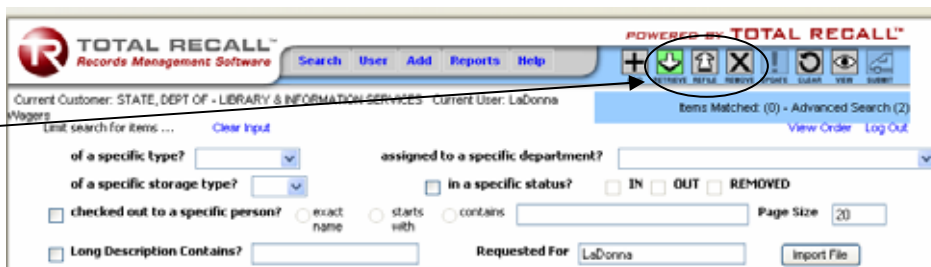 POWERED BY TOTAL RECALL™
TOTAL RECALL™
Records Management Software
Search User Add Reports Help
RETRIEVE REFILE REMOVE UPDATE CLEAR VIEW SUBMIT
Current Customer: STATE, DEPT OF - LIBRARY & INFORMATION SERVICES Current User: LaDonna
Wagers
Items Matched: (0) - Advanced Search (2)
Limit search for items ... Clear Input
View Order Log Out
of a specific type? assigned to a specific department?
of a specific storage type? in a specific status? IN OUT REMOVED
checked out to a specific person? exact name starts with contains Page Size 20
Long Description Contains? Requested For LaDonna Import File